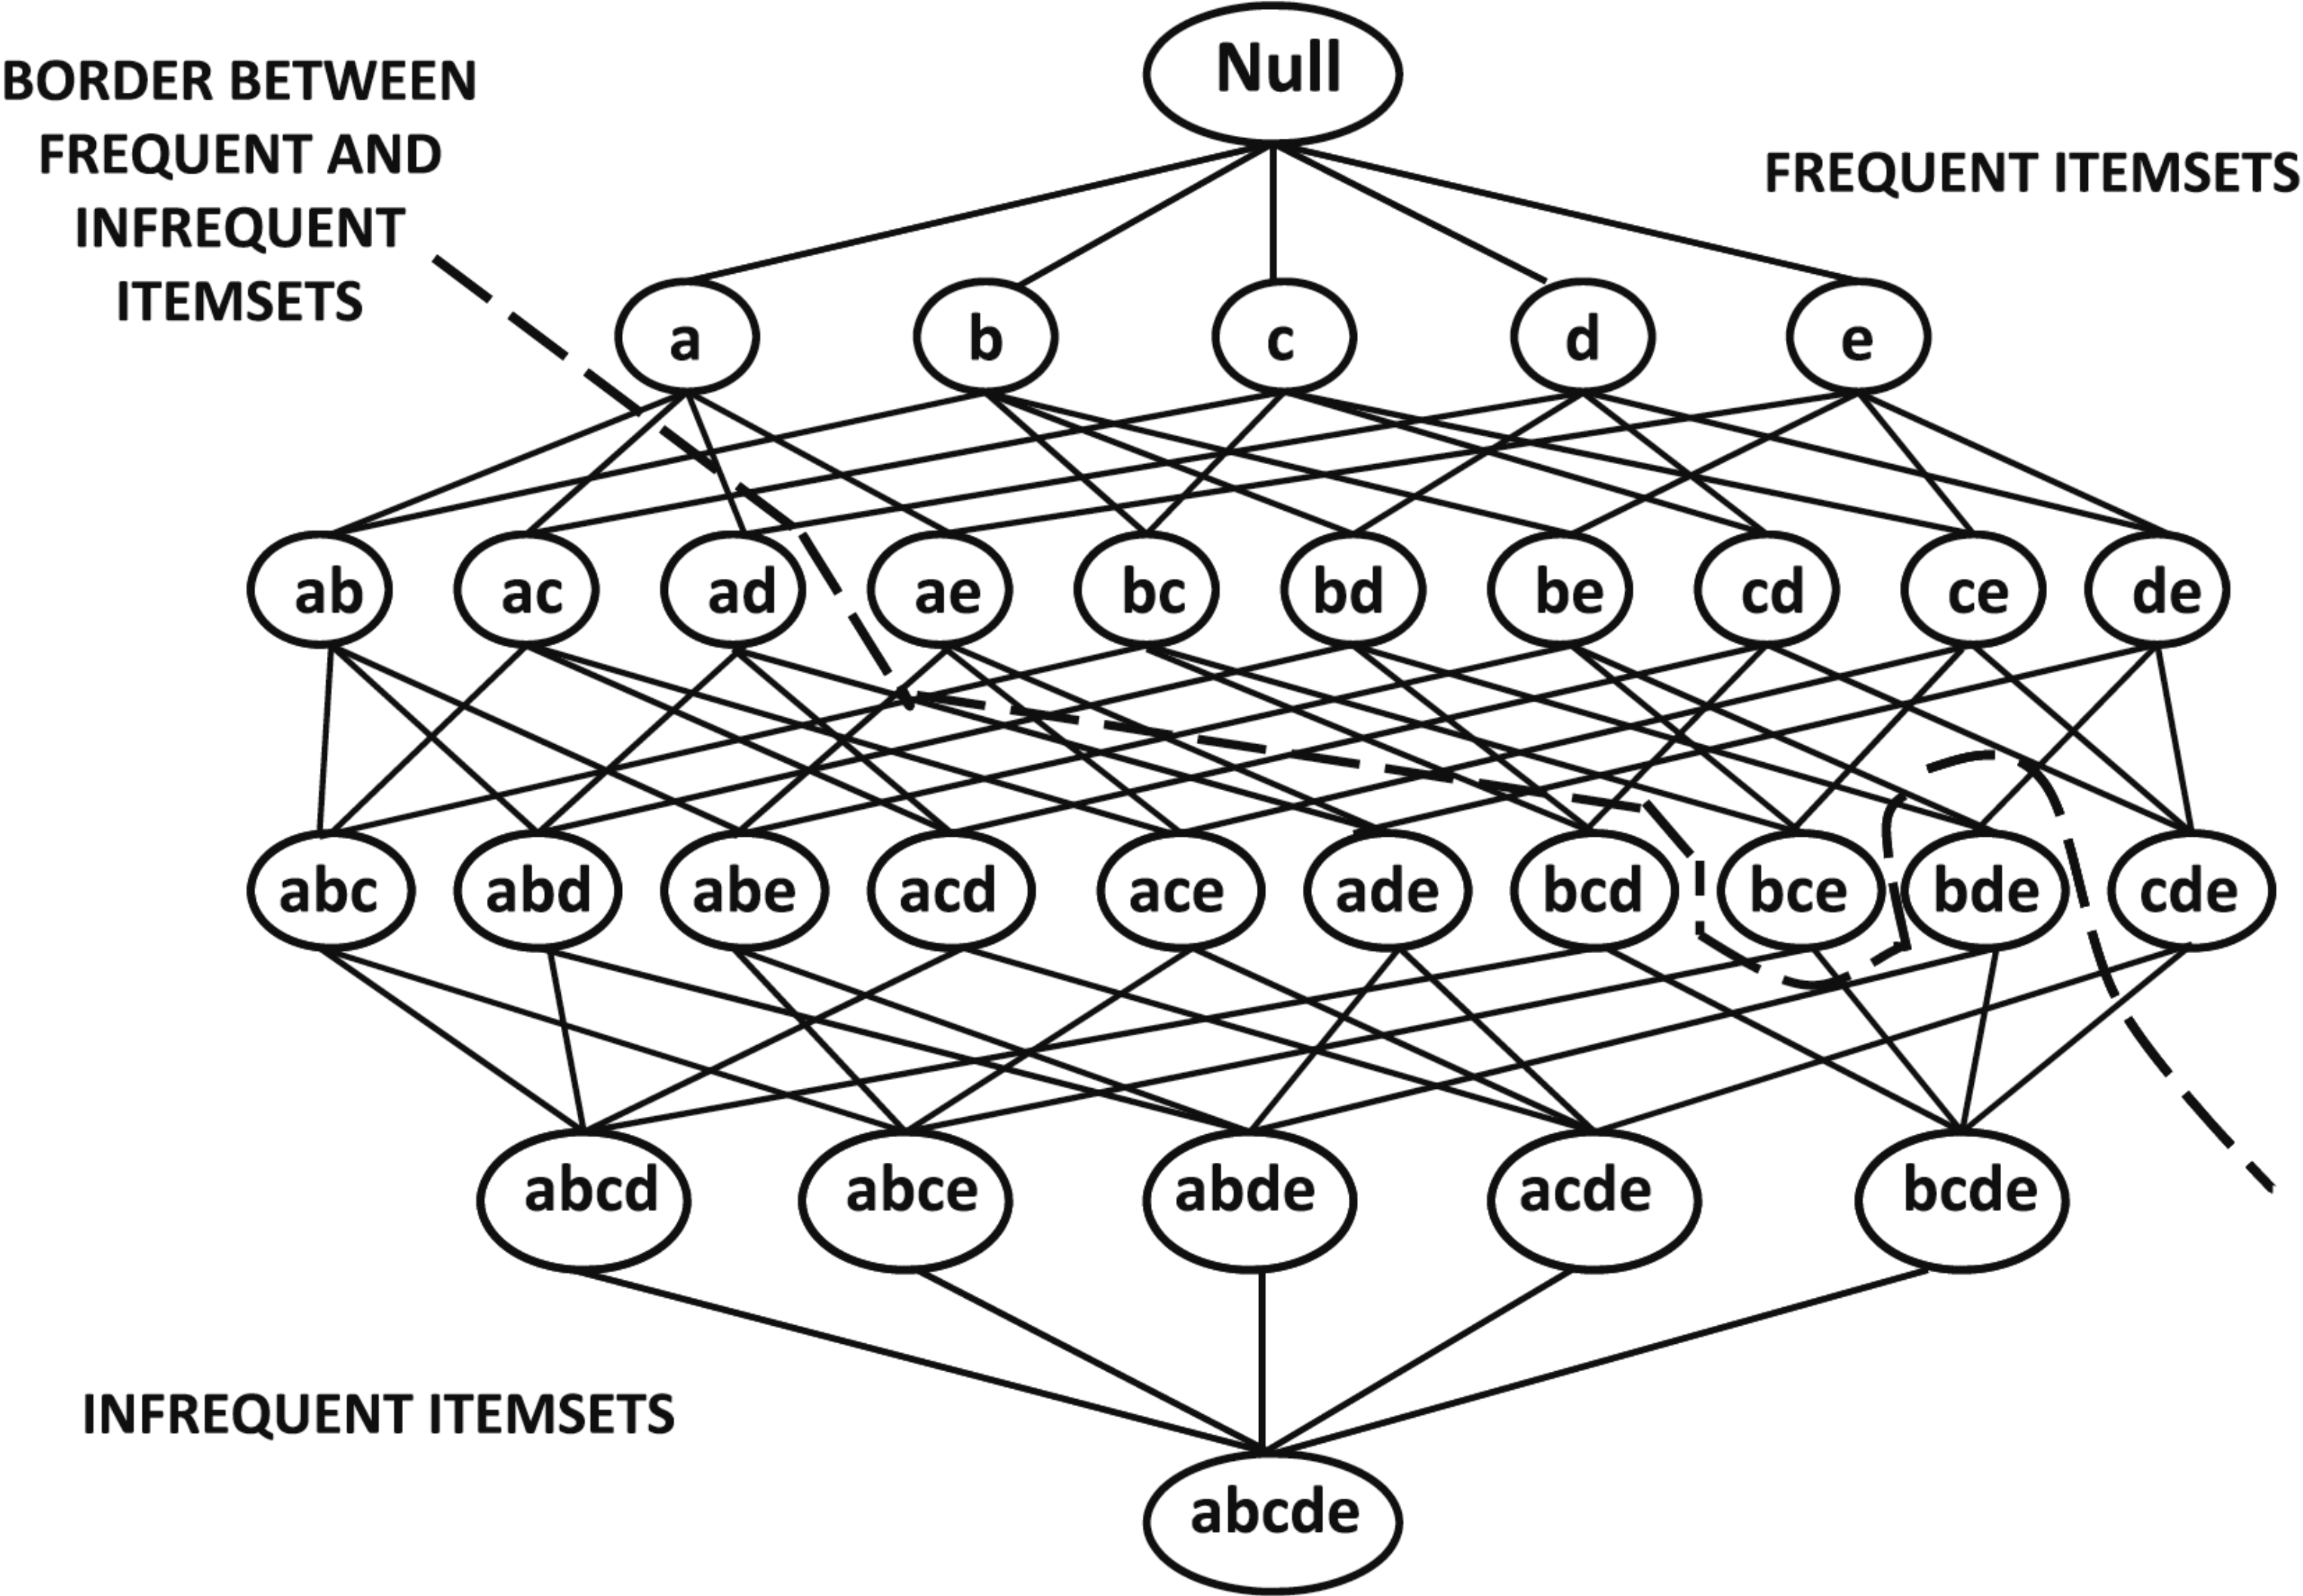 Null
BORDER BETWEEN
FREQUENT AND
INFREQUENT
ITEMSETS
FREQUENT ITEMSETS
a b c d e
ab ac ad ae bc bd be cd ce de
abc abd abe acd ace ade bcd bce bde cde
abcd abce abde acde bcde
INFREQUENT ITEMSETS
abcde